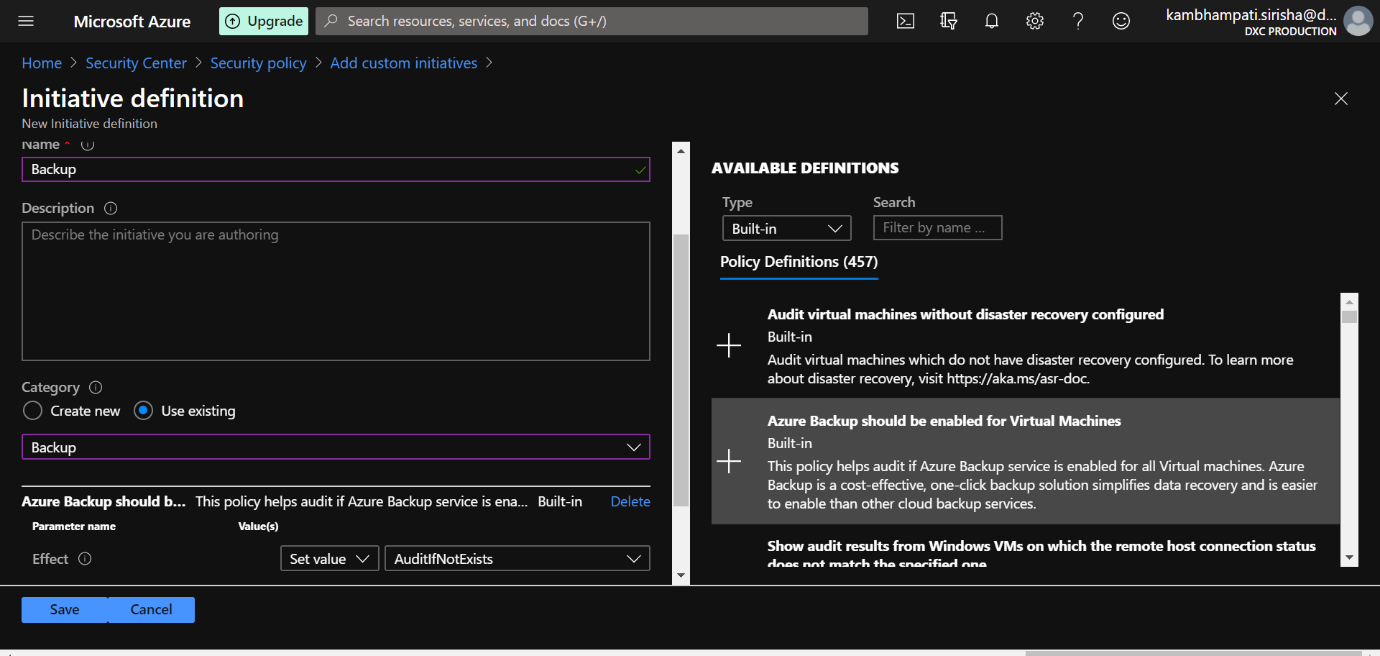 Microsoft Azure
Upgrade
Search resources, services, and docs (G+/)
kambhampati.sirisha@d...
DXC PRODUCTION
Home > Security Center > Security policy > Add custom initiatives >
Initiative definition
New Initiative definition
Name *
Backup
Description
Describe the initiative you are authoring
Category
Create new
Use existing
Backup
Azure Backup should b... This policy helps audit if Azure Backup service is ena... Built-in Delete
Parameter name Value(s)
Effect Set value AuditIfNotExists
Save Cancel
AVAILABLE DEFINITIONS
Type Search
Built-in Filter by name ...
Policy Definitions (457)
Audit virtual machines without disaster recovery configured
Built-in
Audit virtual machines which do not have disaster recovery configured. To learn more
about disaster recovery, visit https://aka.ms/asr-doc.
Azure Backup should be enabled for Virtual Machines
Built-in
This policy helps audit if Azure Backup service is enabled for all Virtual machines. Azure
Backup is a cost-effective, one-click backup solution simplifies data recovery and is easier
to enable than other cloud backup services.
Show audit results from Windows VMs on which the remote host connection status
does not match the specified one